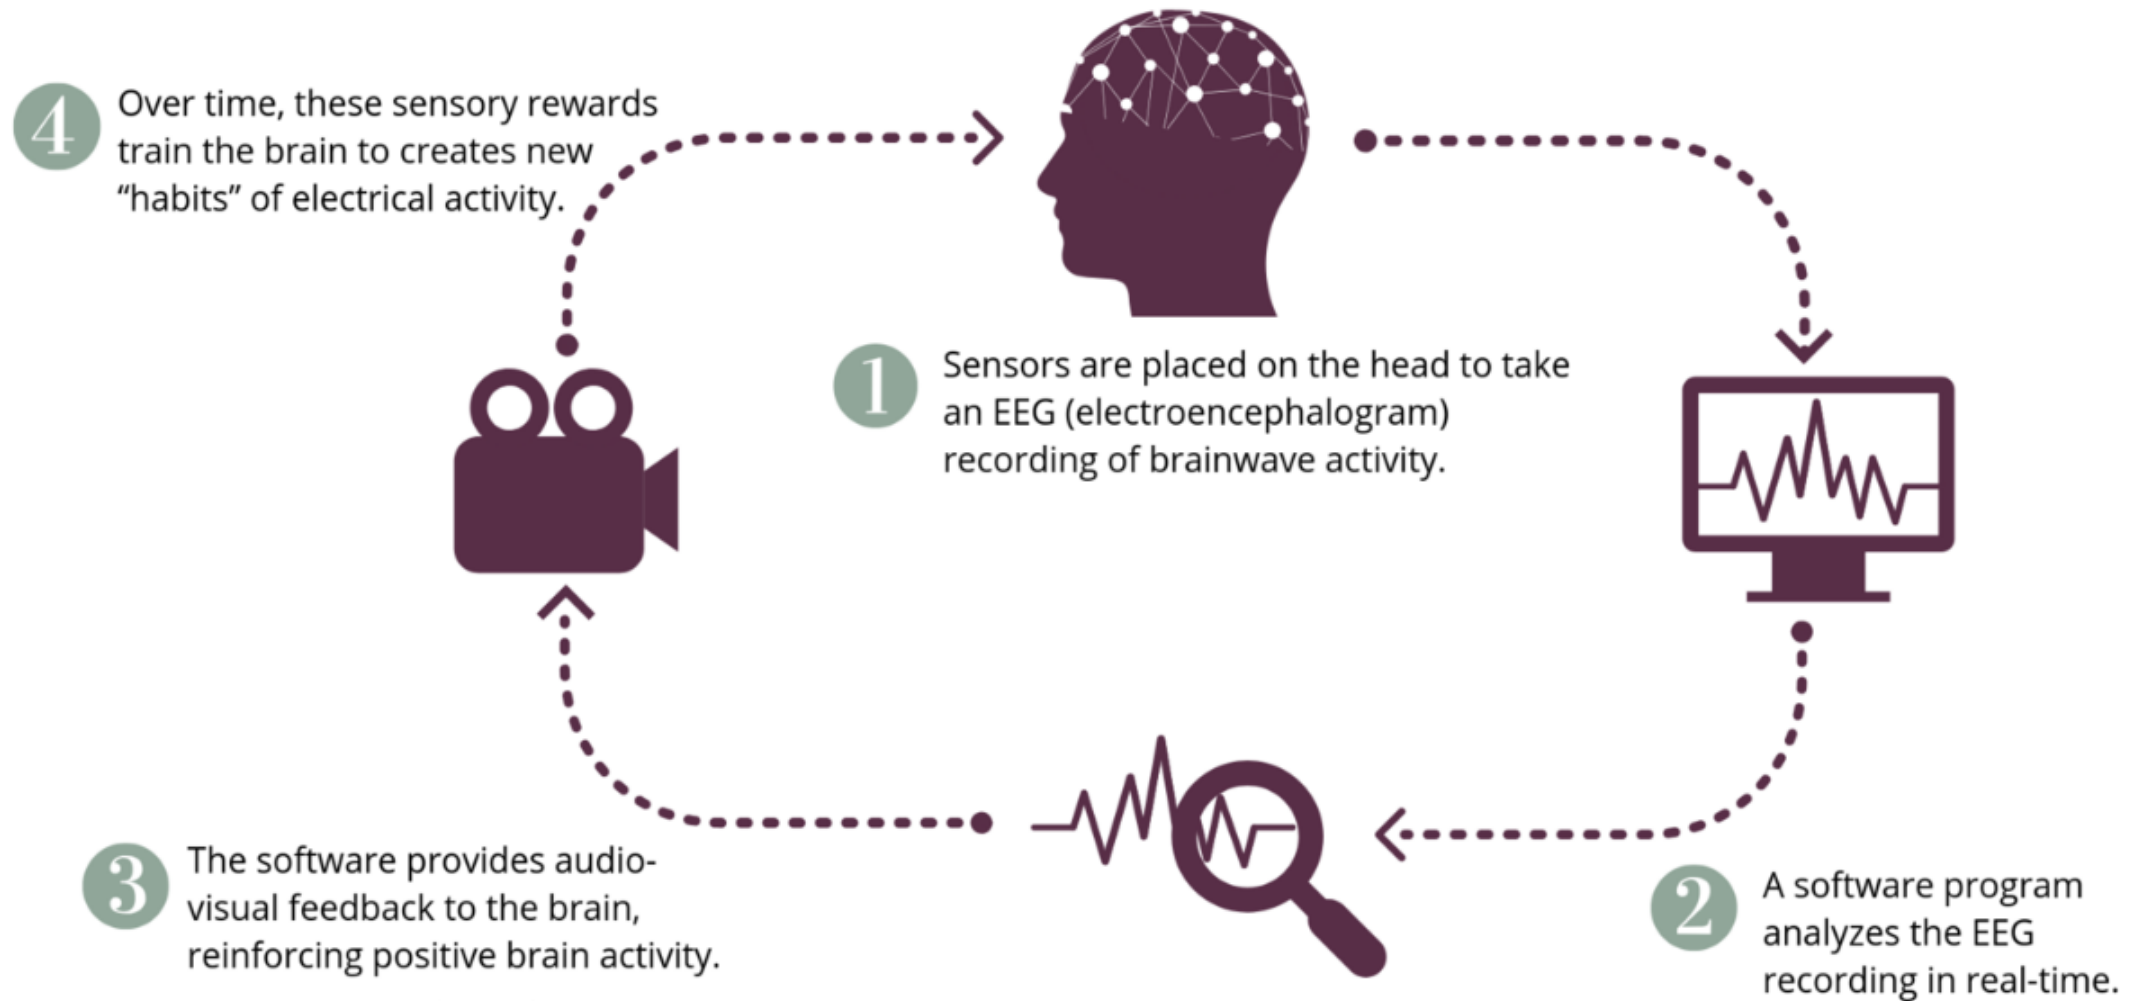 1
Sensors are placed on the head to take
an EEG (electroencephalogram)
recording of brainwave activity.
2
A software program
analyzes the EEG
recording in real-time.
3
The software provides audio-
visual feedback to the brain,
reinforcing positive brain activity.
4
Over time, these sensory rewards
train the brain to creates new
“habits” of electrical activity.